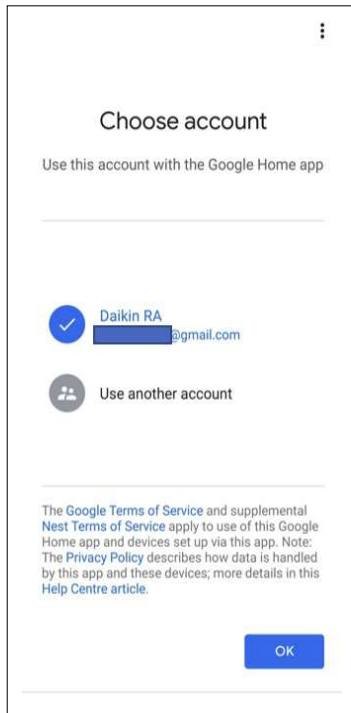 Choose account
Use this account with the Google Home app
Daikin RA
@gmail.com
Use another account
The Google Terms of Service and supplemental
Nest Terms of Service apply to use of this Google
Home app and devices set up via this app. Note:
The Privacy Policy describes how data is handled
by this app and these devices; more details in this
Help Centre article.
OK